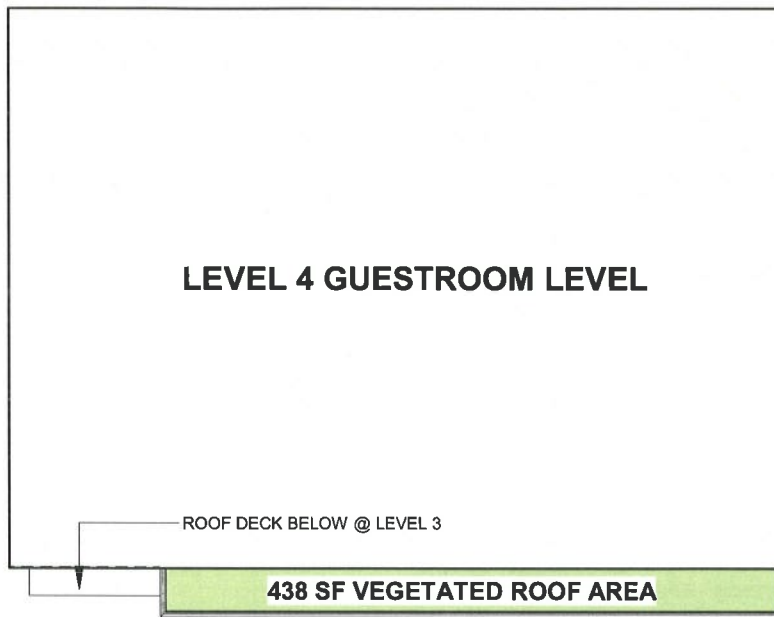 LEVEL 4 GUESTROOM LEVEL
ROOF DECK BELOW @ LEVEL 3
438 SF VEGETATED ROOF AREA